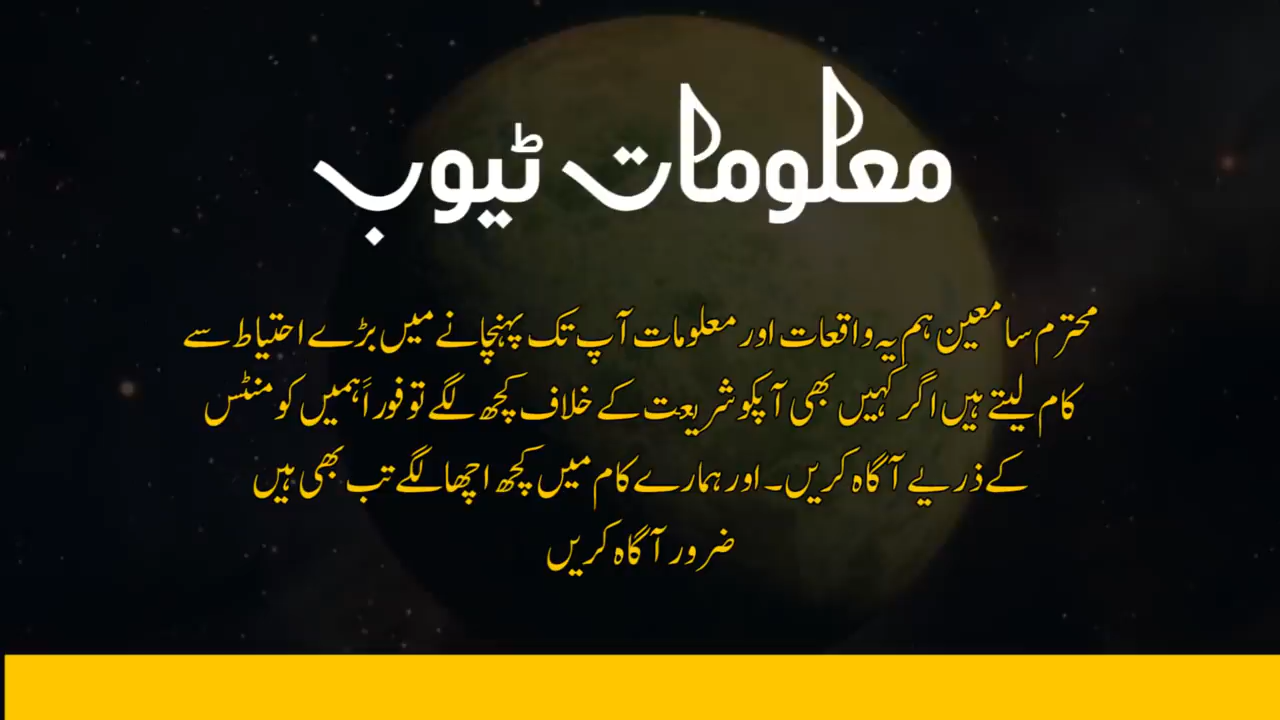 معلومات ٹیوب
محترم سامعین ہم یہ واقعات اور معلومات آپ تک پہنچانے میں بڑے احتیاط سے
کام لیتے ہیں اگر کہیں بھی آپکو شریعت کے خلاف کچھ لگے تو فوراََ ہمیں کومنٹس
کے ذریے آگاہ کریں۔ اور ہمارے کام میں کچھ اچھا لگے تب بھی ہیں
ضرور آگاہ کریں